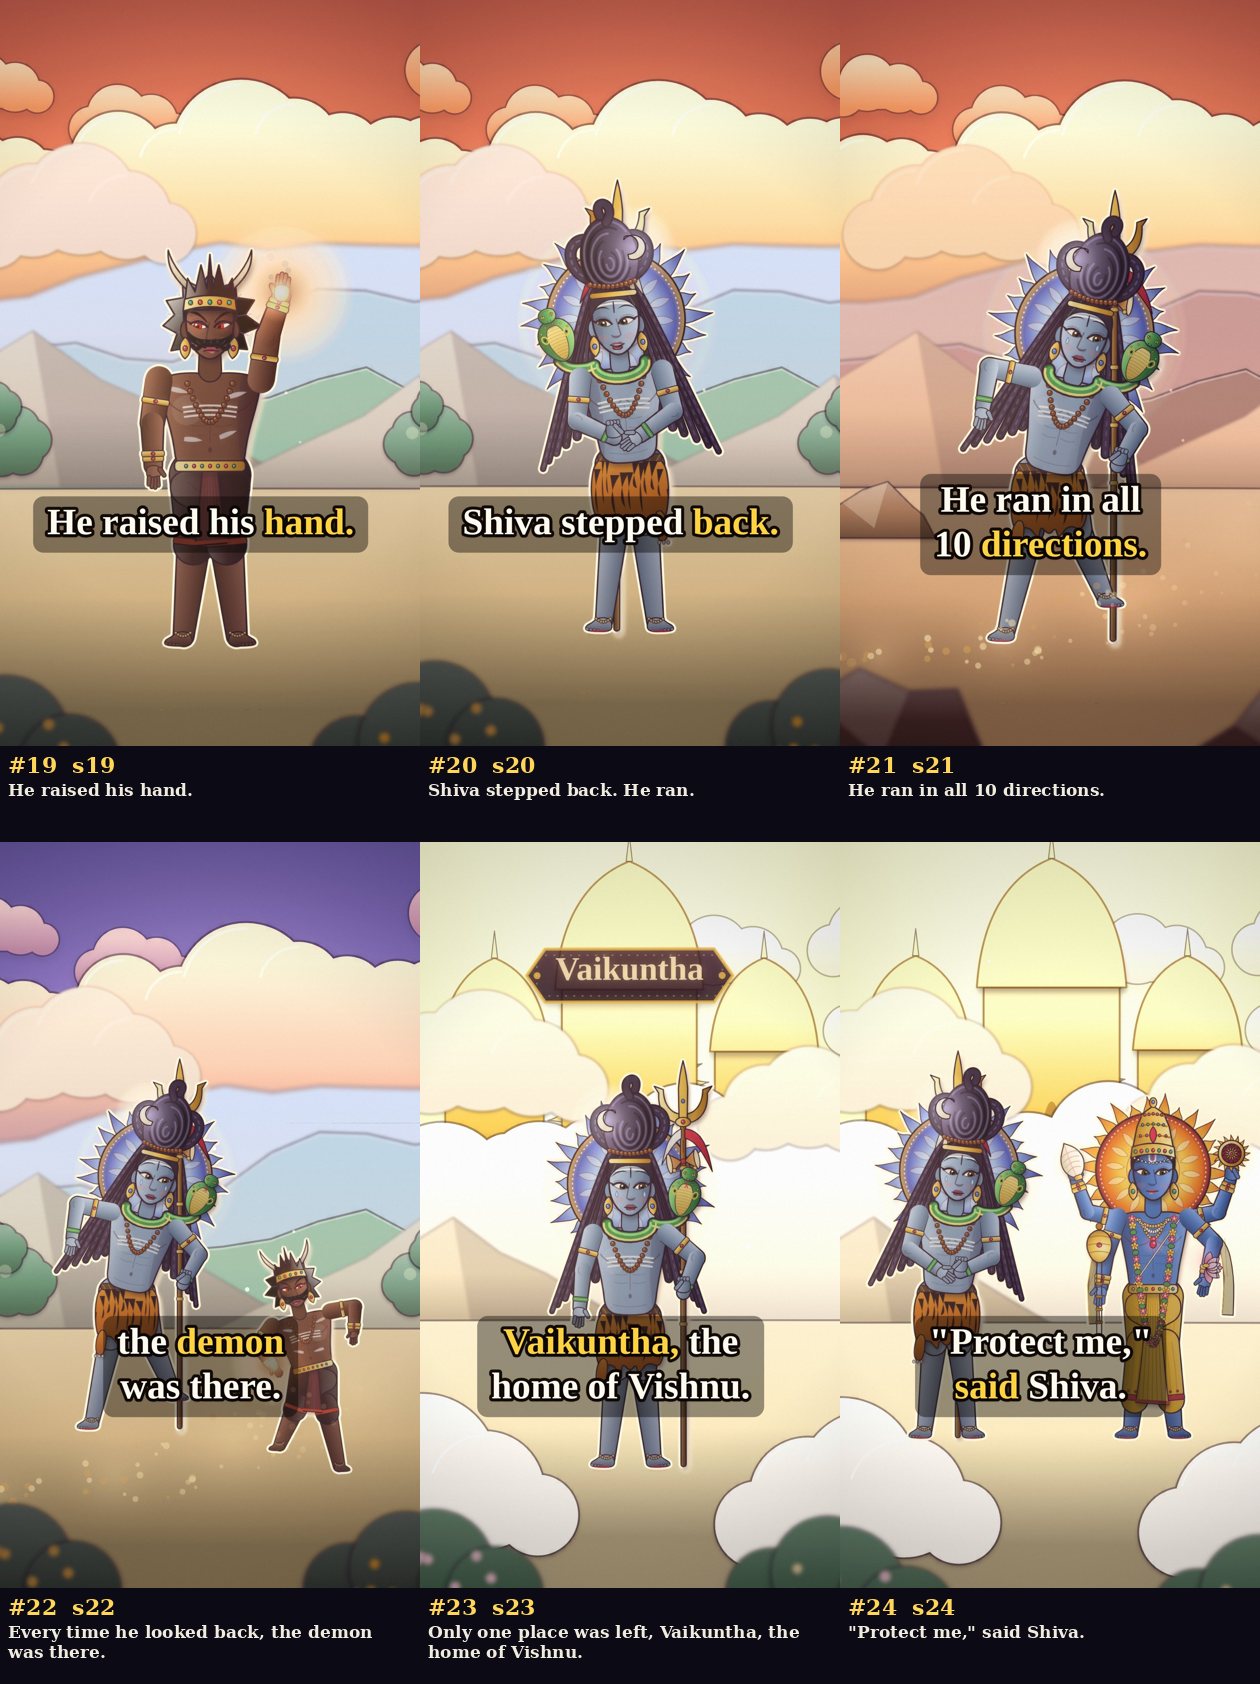 He raised his hand.
Shiva stepped back.
He ran in all
10 directions.
#19 s19
He raised his hand.
#20 s20
Shiva stepped back. He ran.
#21 s21
He ran in all 10 directions.
the demon
was there.
Vaikuntha
Vaikuntha, the
home of Vishnu.
"Protect me,"
said Shiva.
#22 s22
Every time he looked back, the demon
was there.
#23 s23
Only one place was left, Vaikuntha, the
home of Vishnu.
#24 s24
"Protect me," said Shiva.